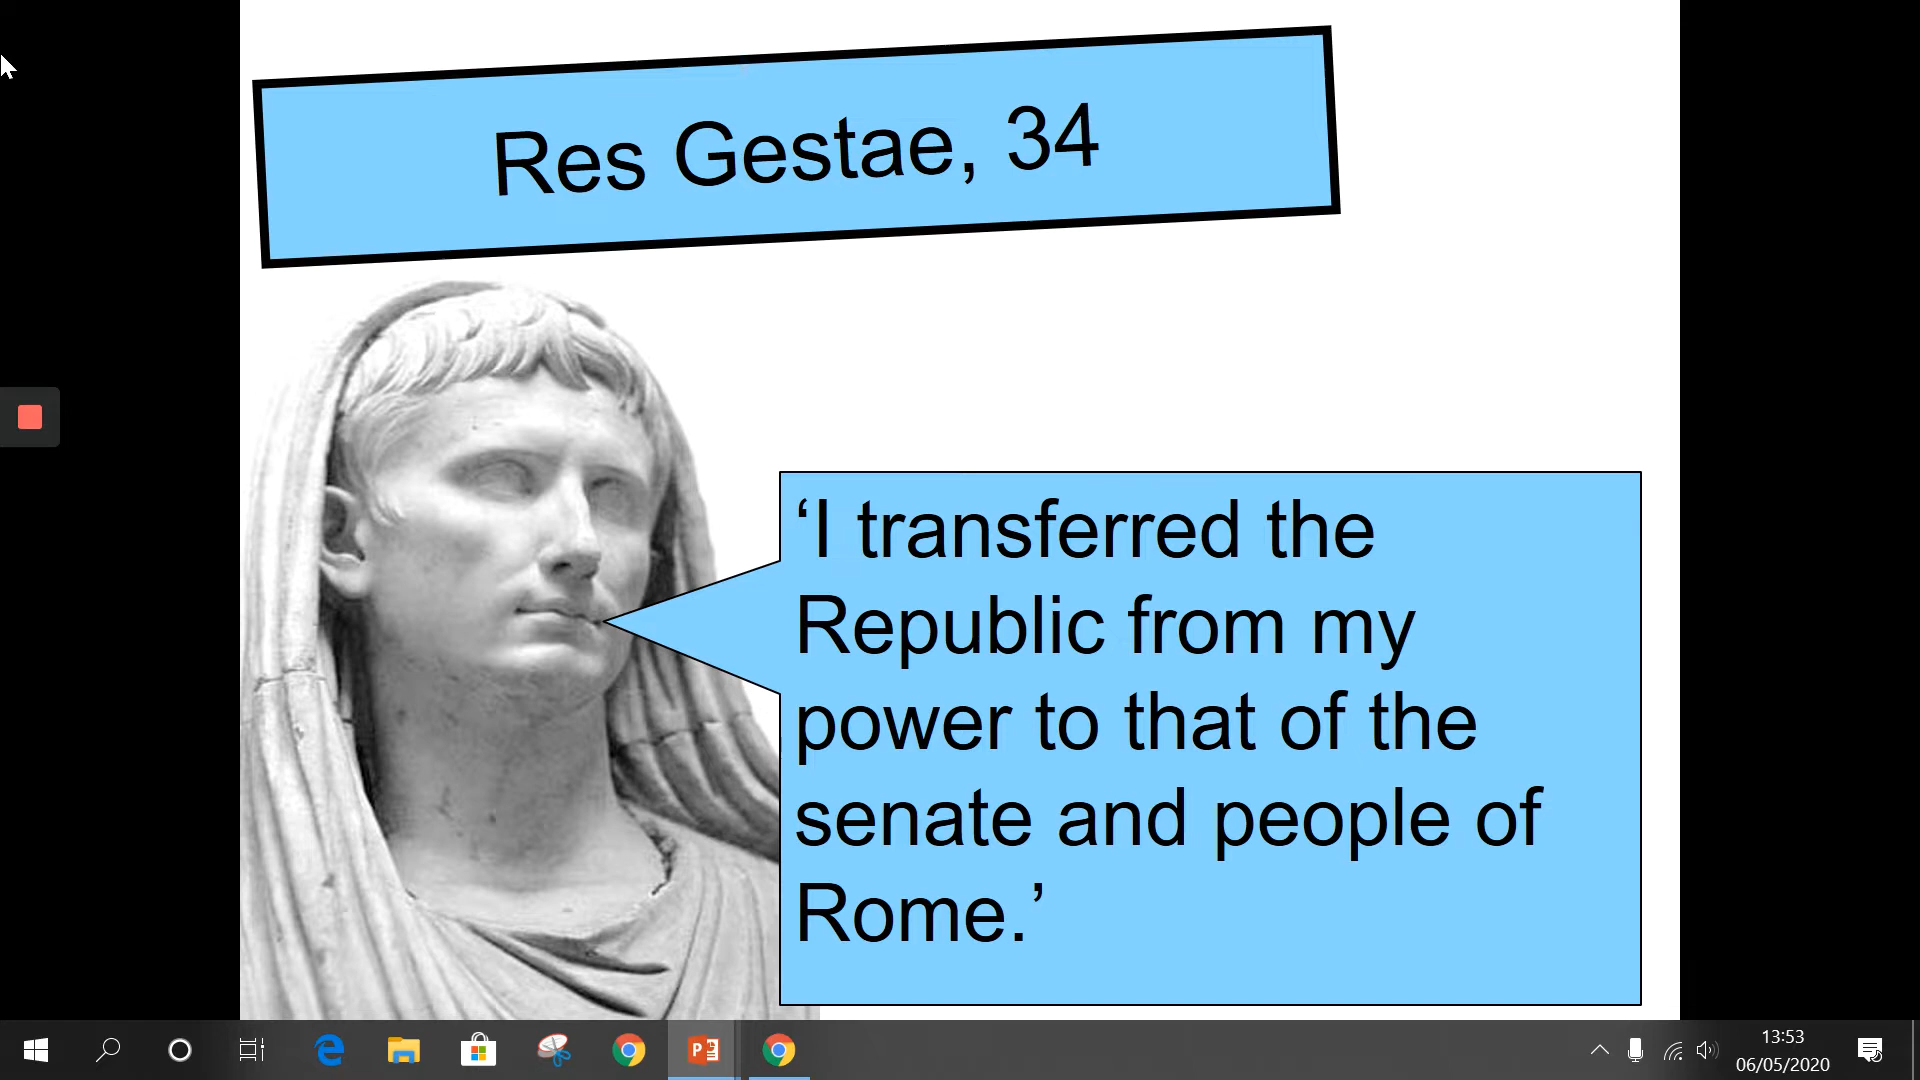 Res Gestae, 34
‘I transferred the
Republic from my
power to that of the
senate and people of
Rome.’
13:53
06/05/2020